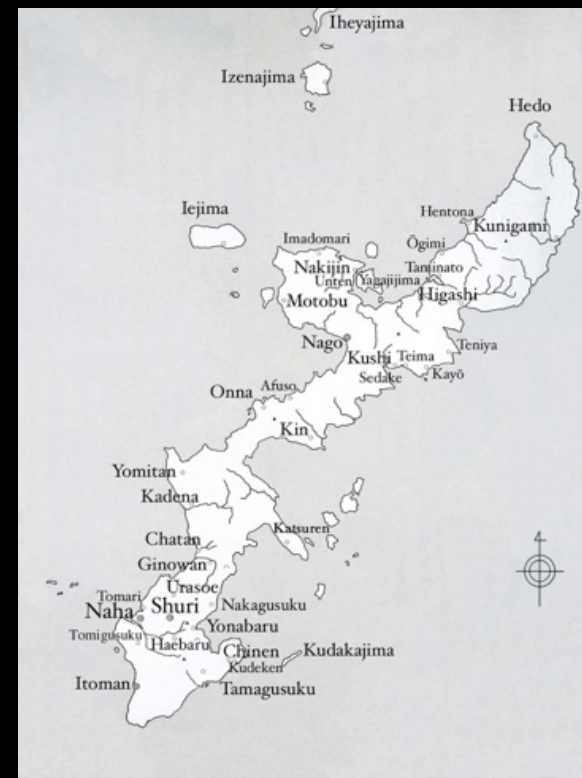 Iheyajima
Izenajima
Hedo
Iejima
Hentona
Kunigami
Imadomari
Ōgimi
Nakijin
Taminato
Unten
Yagajijima
Motobu
Higashi
Nago
Teniya
Kushi
Teima
Sedake
Kayō
Onna
Afuso
Kin
Yomitan
Kadena
Katsuren
Chatan
Ginowan
Urasoe
Tomari
Shuri
Nakagusuku
Naha
Yonabaru
Tomigusuku
Haebaru
Chinen
Kudakajima
Kudeken
Itoman
Tamagusuku
4